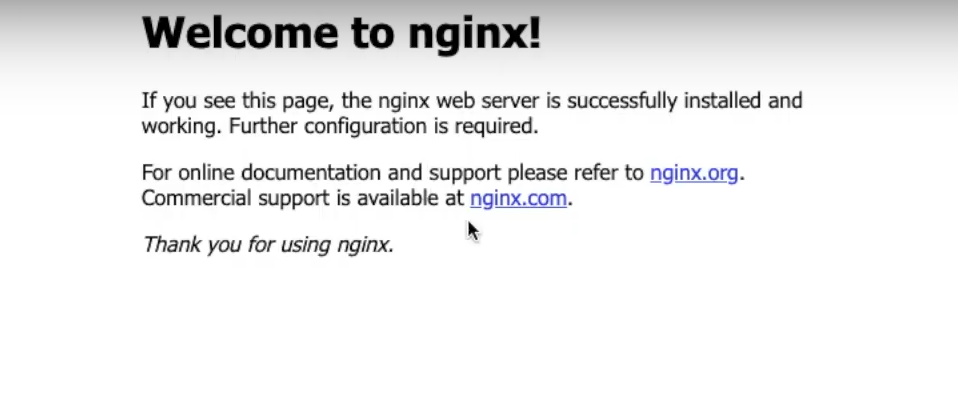 Welcome to nginx!
If you see this page, the nginx web server is successfully installed and
working. Further configuration is required.
For online documentation and support please refer to nginx.org.
Commercial support is available at nginx.com.
Thank you for using nginx.